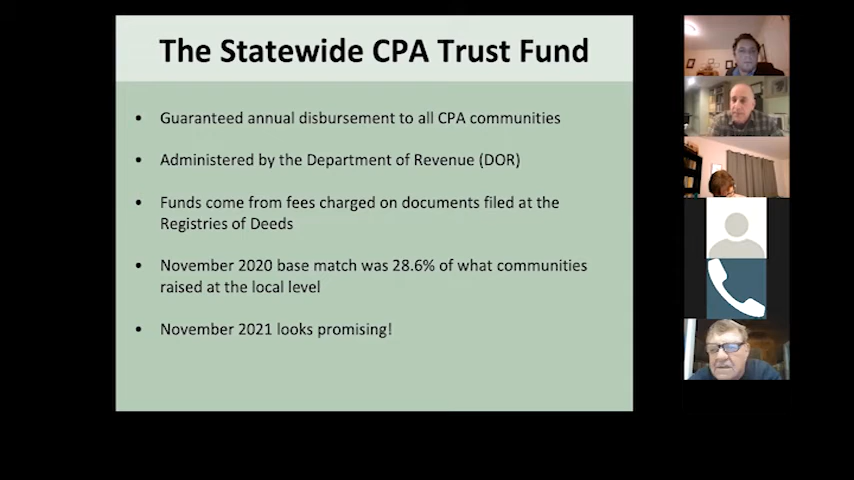 The Statewide CPA Trust Fund
• Guaranteed annual disbursement to all CPA communities
• Administered by the Department of Revenue (DOR)
• Funds come from fees charged on documents filed at the
Registries of Deeds
• November 2020 base match was 28.6% of what communities
raised at the local level
• November 2021 looks promising!